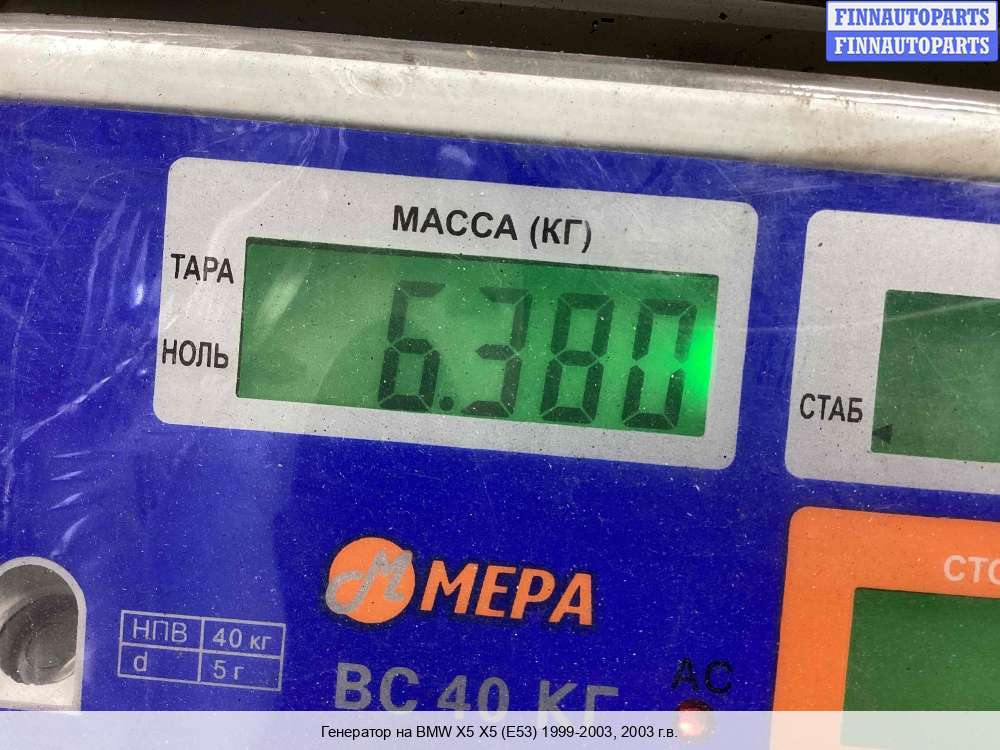 FINNAUTOPARTS
FINNAUTOPARTS
МАССА (КГ)
ТАРА
НОЛЬ
6.380
СТАБ
МЕРА
НПВ 40 кг
d 5 г
ВС 40 КГ
AC
Генератор на BMW X5 X5 (E53) 1999-2003, 2003 г.в.